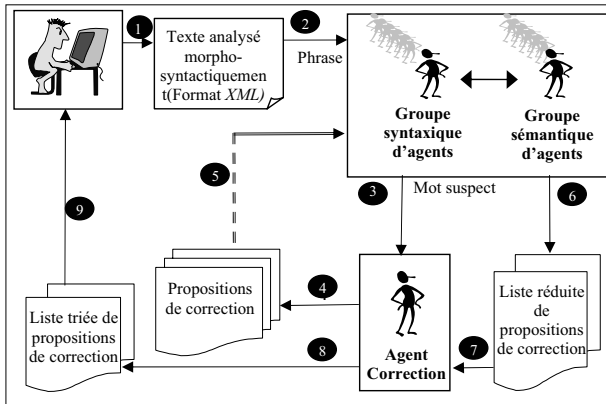 1
2
Texte analysé
morpho-
syntactiquemen
t(Format XML)
Phrase
Groupe
syntaxique
d'agents
Groupe
sémantique
d'agents
5
3
Mot suspect
6
9
Propositions
de correction
4
Agent
Correction
Liste réduite
de
propositions
de correction
7
Liste triée de
propositions
de correction
8